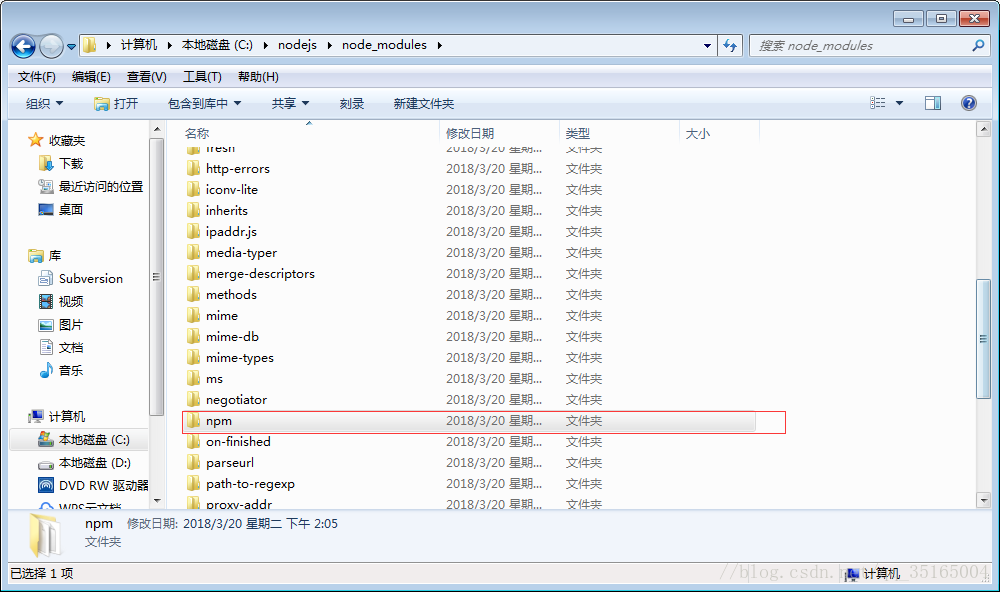 计算机 本地磁盘 (C:) nodejs node_modules 搜索 node_modules
文件(F) 编辑(E) 查看(V) 工具(T) 帮助(H)
组织 打开 包含到库中 共享 刻录 新建文件夹
收藏夹
下载
最近访问的位置
桌面
库
Subversion
视频
图片
文档
音乐
计算机
本地磁盘 (C:)
本地磁盘 (D:)
DVD RW 驱动器
WPS云文档
名称 修改日期 类型 大小
fresh 2018/3/20 星期... 文件夹
http-errors 2018/3/20 星期... 文件夹
iconv-lite 2018/3/20 星期... 文件夹
inherits 2018/3/20 星期... 文件夹
ipaddr.js 2018/3/20 星期... 文件夹
media-typer 2018/3/20 星期... 文件夹
merge-descriptors 2018/3/20 星期... 文件夹
methods 2018/3/20 星期... 文件夹
mime 2018/3/20 星期... 文件夹
mime-db 2018/3/20 星期... 文件夹
mime-types 2018/3/20 星期... 文件夹
ms 2018/3/20 星期... 文件夹
negotiator 2018/3/20 星期... 文件夹
npm 2018/3/20 星期... 文件夹
on-finished 2018/3/20 星期... 文件夹
parseurl 2018/3/20 星期... 文件夹
path-to-regexp 2018/3/20 星期... 文件夹
proxy-addr 2018/3/20 星期... 文件夹
npm 修改日期: 2018/3/20 星期二 下午 2:05
文件夹
已选择 1 项 计算机